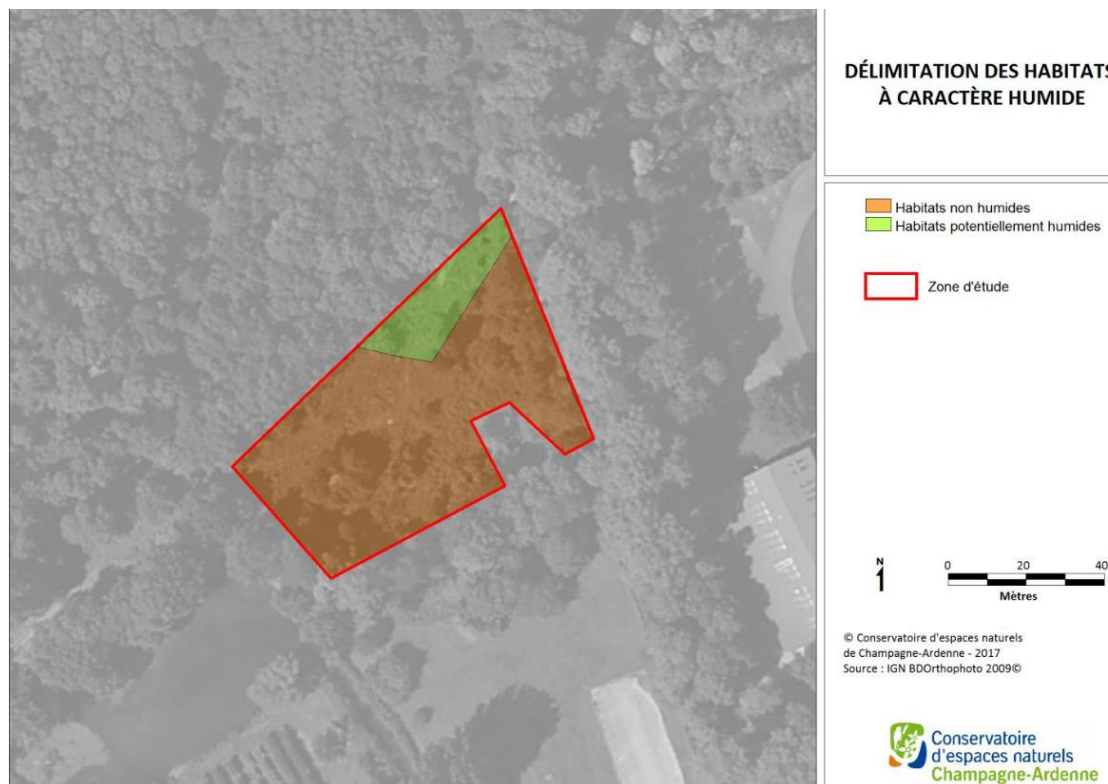 DÉLIMITATION DES HABITATS
À CARACTÈRE HUMIDE
Habitats non humides
Habitats potentiellement humides
Zone d'étude
N
0 20 40
Mètres
© Conservatoire d'espaces naturels
de Champagne-Ardenne - 2017
Source : IGN BDOrthophoto 2009©
Conservatoire
d'espaces naturels
Champagne-Ardenne